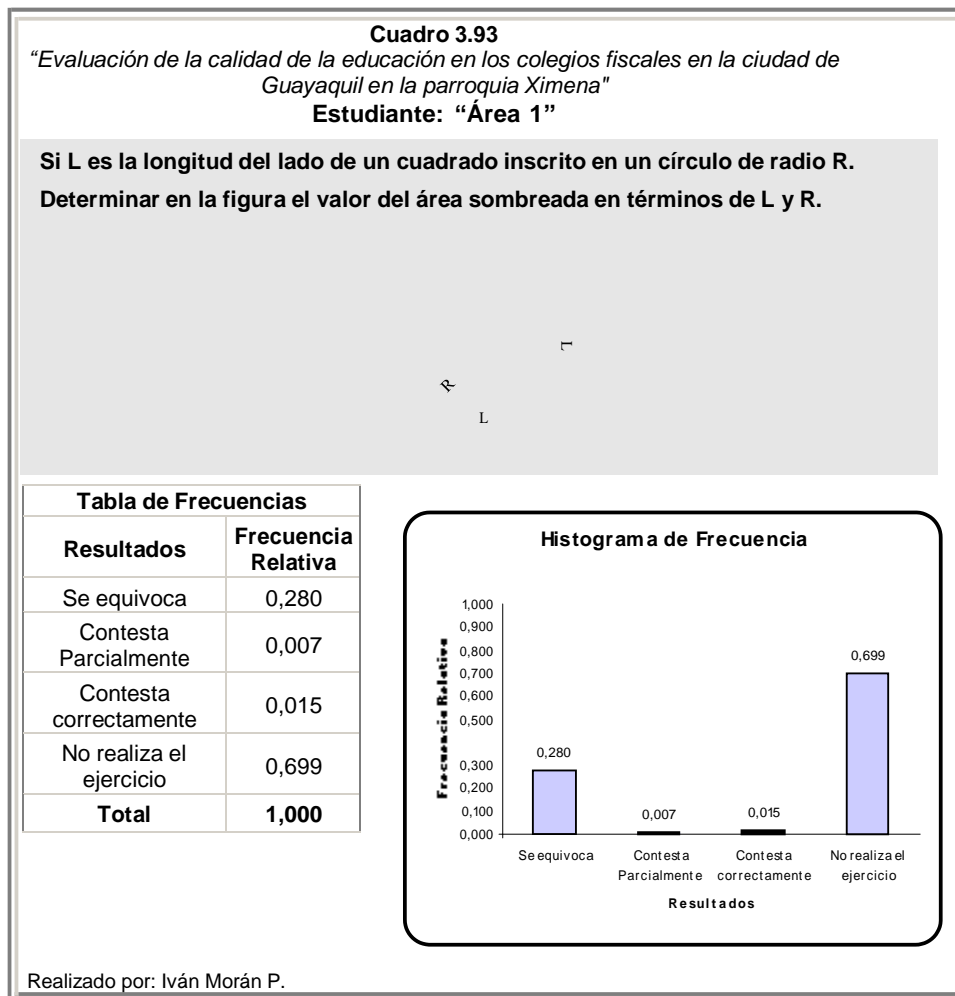 Cuadro 3.93
“Evaluación de la calidad de la educación en los colegios fiscales en la ciudad de
Guayaquil en la parroquia Ximena"
Estudiante: “Área 1”
Si L es la longitud del lado de un cuadrado inscrito en un círculo de radio R.
Determinar en la figura el valor del área sombreada en términos de L y R.
L
R
L
Tabla de Frecuencias
Resultados
Frecuencia
Relativa
Se equivoca 0,280
Contesta
Parcialmente
0,007
Contesta
correctamente
0,015
No realiza el
ejercicio
0,699
Total 1,000
Histograma de Frecuencia
Frecuencia Relativa
1,000
0,900
0,800
0,700
0,600
0,500
0,300
0,200
0,100
0,000
0,280
0,007
0,015
0,699
Se equivoca
Contesta
Parcialmente
Contesta
correctamente
No realiza el
ejercicio
Resultados
Realizado por: Iván Morán P.